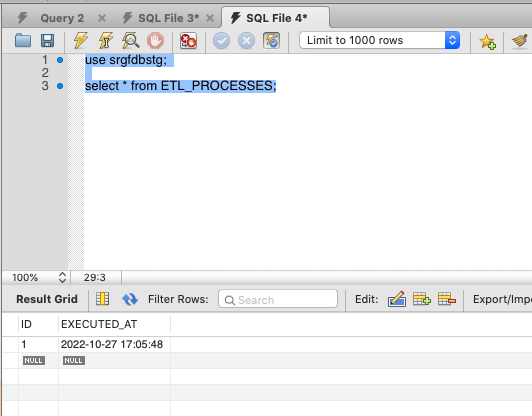 Query 2 SQL File 3* SQL File 4*
Limit to 1000 rows
1 use srgfdbstg;
2
3 select * from ETL_PROCESSES;
100% 29:3
Result Grid Filter Rows: Search Edit: Export/Impo
ID EXECUTED_AT
1 2022-10-27 17:05:48
NULL NULL